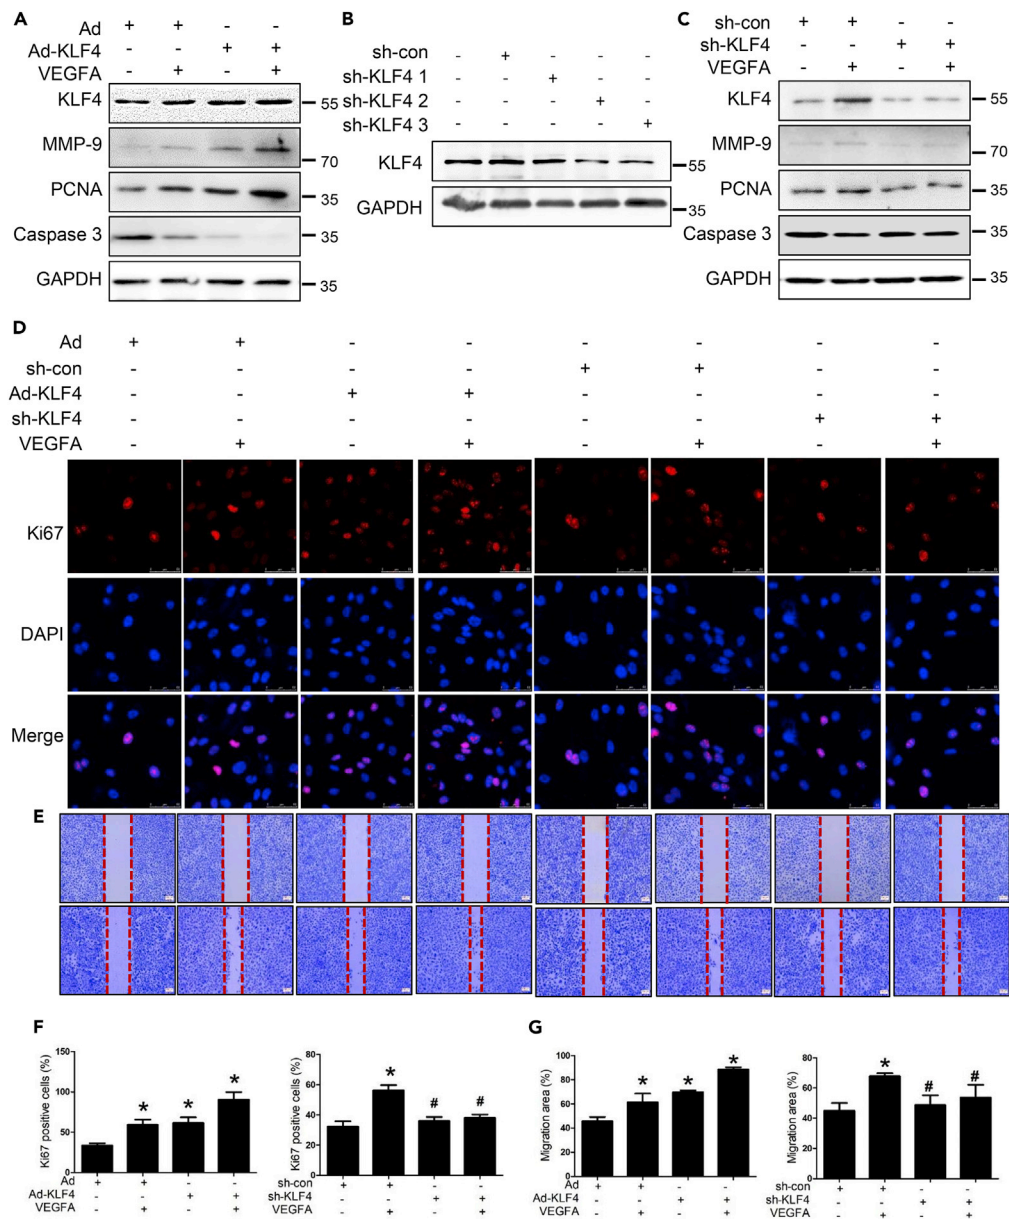 A
Ad + + - -
Ad-KLF4 - - + +
VEGFA - + - +
KLF4 55
MMP-9 70
PCNA 35
Caspase 3 35
GAPDH 35
B
sh-con - + - - -
sh-KLF4 1 - - + - -
sh-KLF4 2 - - - + -
sh-KLF4 3 - - - - +
KLF4 55
GAPDH 35
C
sh-con + + - -
sh-KLF4 - - + +
VEGFA - + - +
KLF4 55
MMP-9 70
PCNA 35
Caspase 3 35
GAPDH 35
D
Ad + + - - - - - -
sh-con - - - - + + - -
Ad-KLF4 - - + + - - - -
sh-KLF4 - - - - - - + +
VEGFA - + - + - + - +
Ki67
DAPI
Merge
E
F
Ki67 positive cells (%)
150
100
50
0
* * *
Ad + + - -
Ad-KLF4 - - + +
VEGFA - + - +
Ki67 positive cells (%)
80
60
40
20
0
* # #
sh-con + + - -
sh-KLF4 - - + +
VEGFA - + - +
G
Migration area (%)
100
80
60
40
20
0
* * *
Ad + + - -
Ad-KLF4 - - + +
VEGFA - + - +
Migration area (%)
80
60
40
20
0
* # #
sh-con + + - -
sh-KLF4 - - + +
VEGFA - + - +